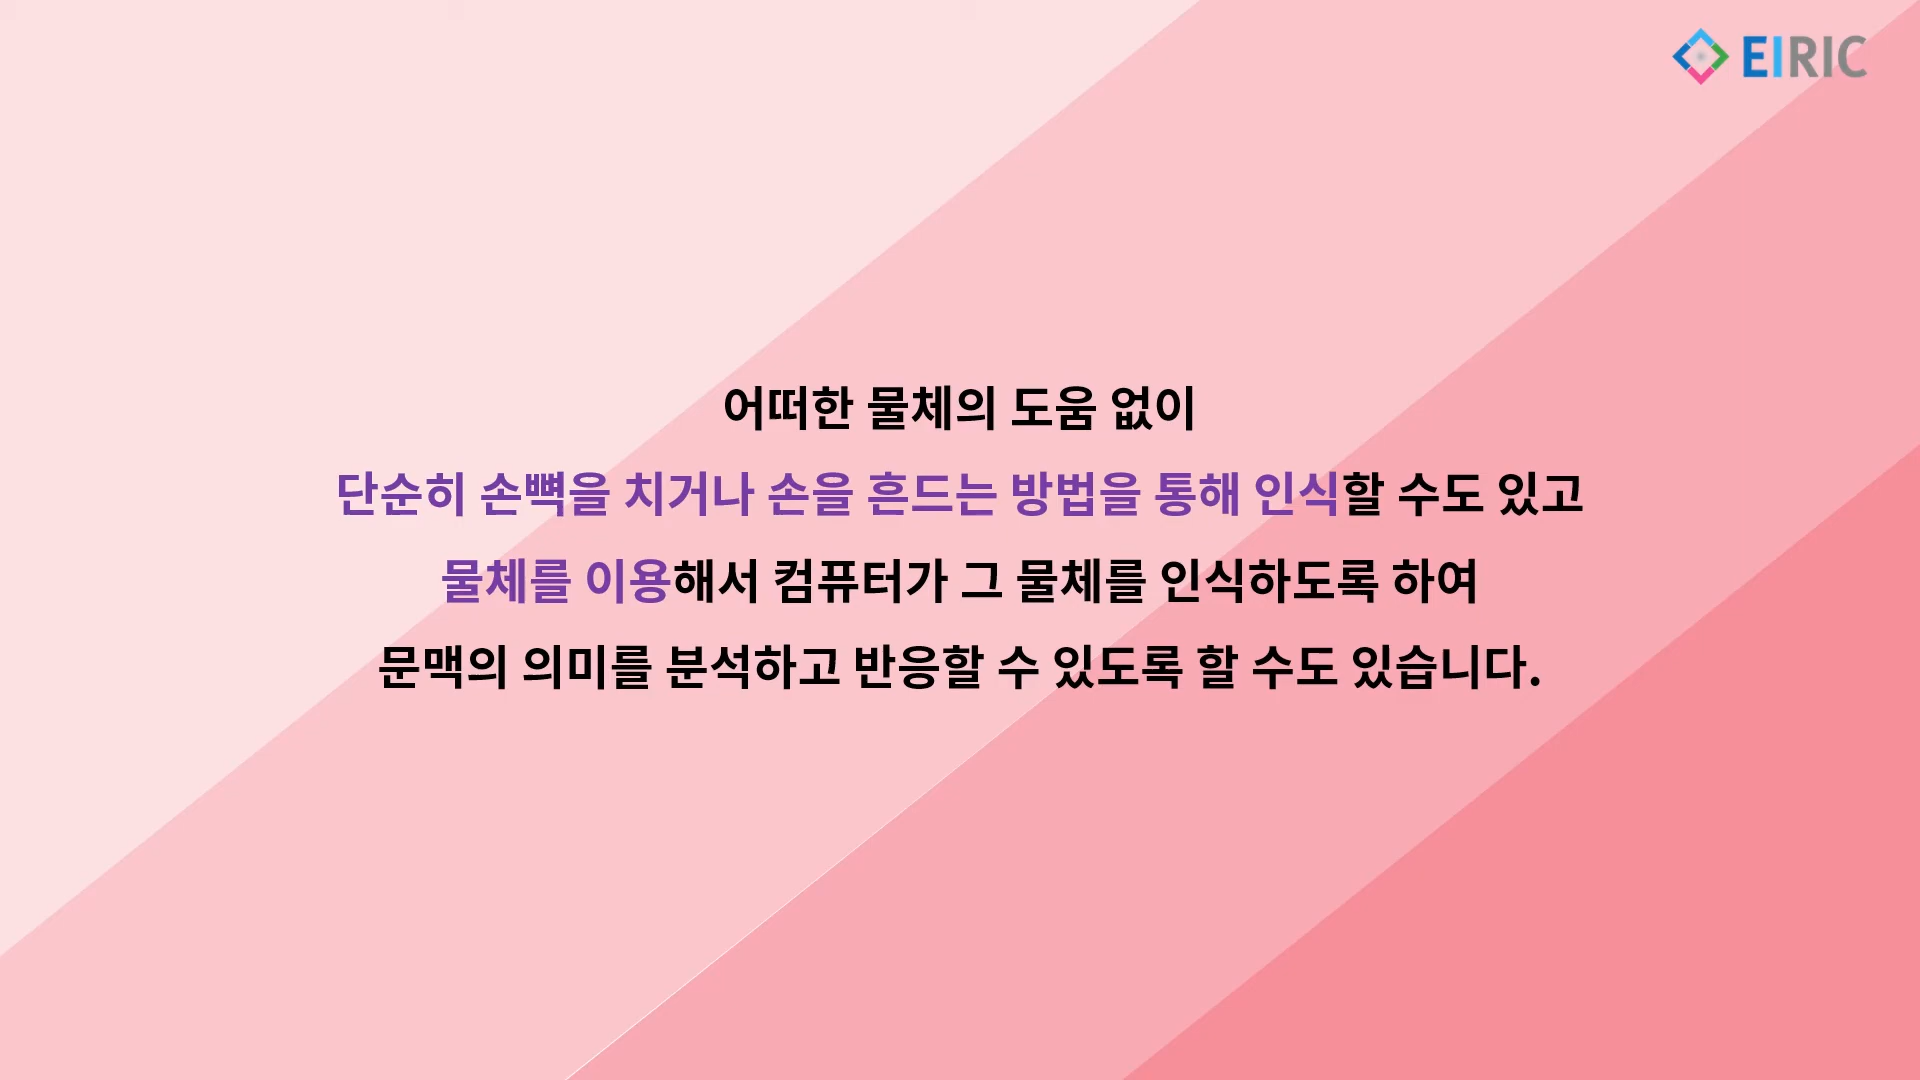 EIRIC
어떠한 물체의 도움 없이
단순히 손뼉을 치거나 손을 흔드는 방법을 통해 인식할 수도 있고
물체를 이용해서 컴퓨터가 그 물체를 인식하도록 하여
문맥의 의미를 분석하고 반응할 수 있도록 할 수도 있습니다.